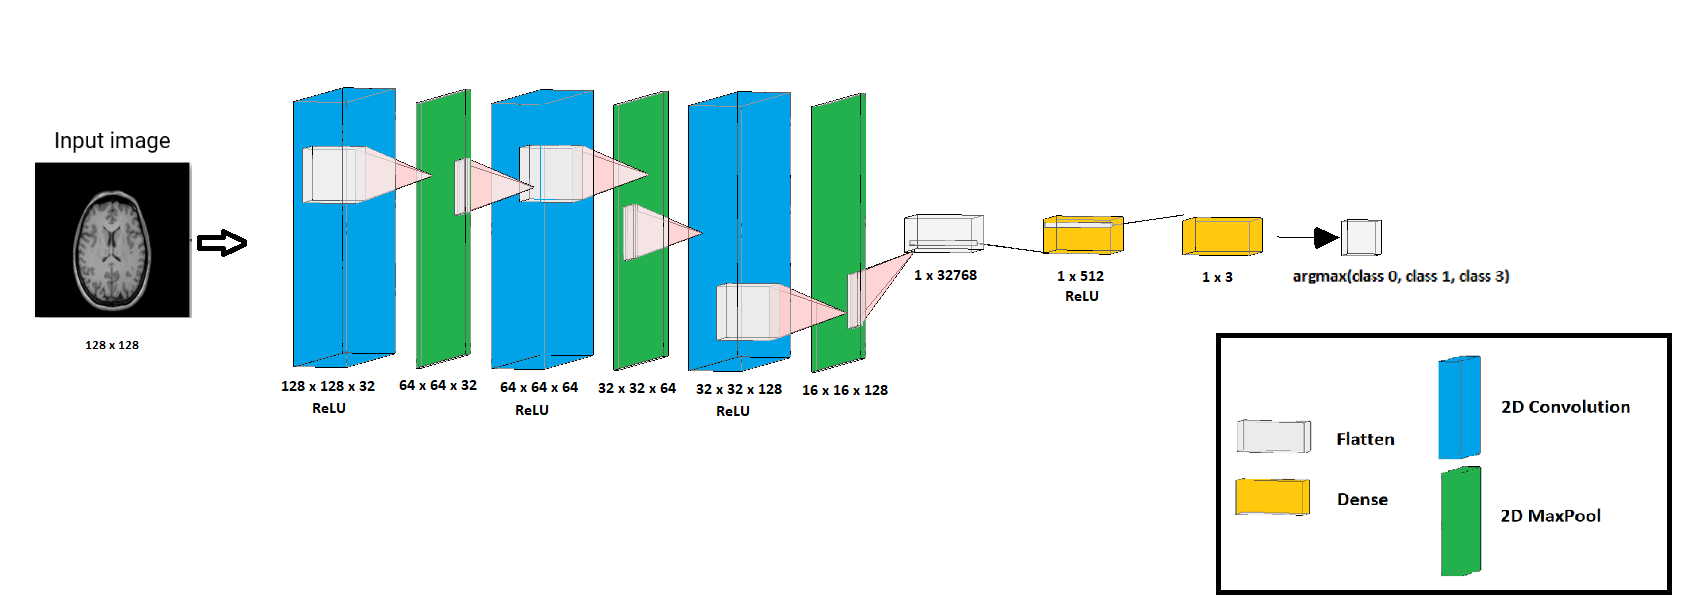 Input image
128 x 128
128 x 128 x 32
ReLU
64 x 64 x 32
64 x 64 x 64
ReLU
32 x 32 x 64
32 x 32 x 128
ReLU
16 x 16 x 128
1 x 32768
1 x 512
ReLU
1 x 3
argmax(class 0, class 1, class 3)
Flatten
Dense
2D Convolution
2D MaxPool